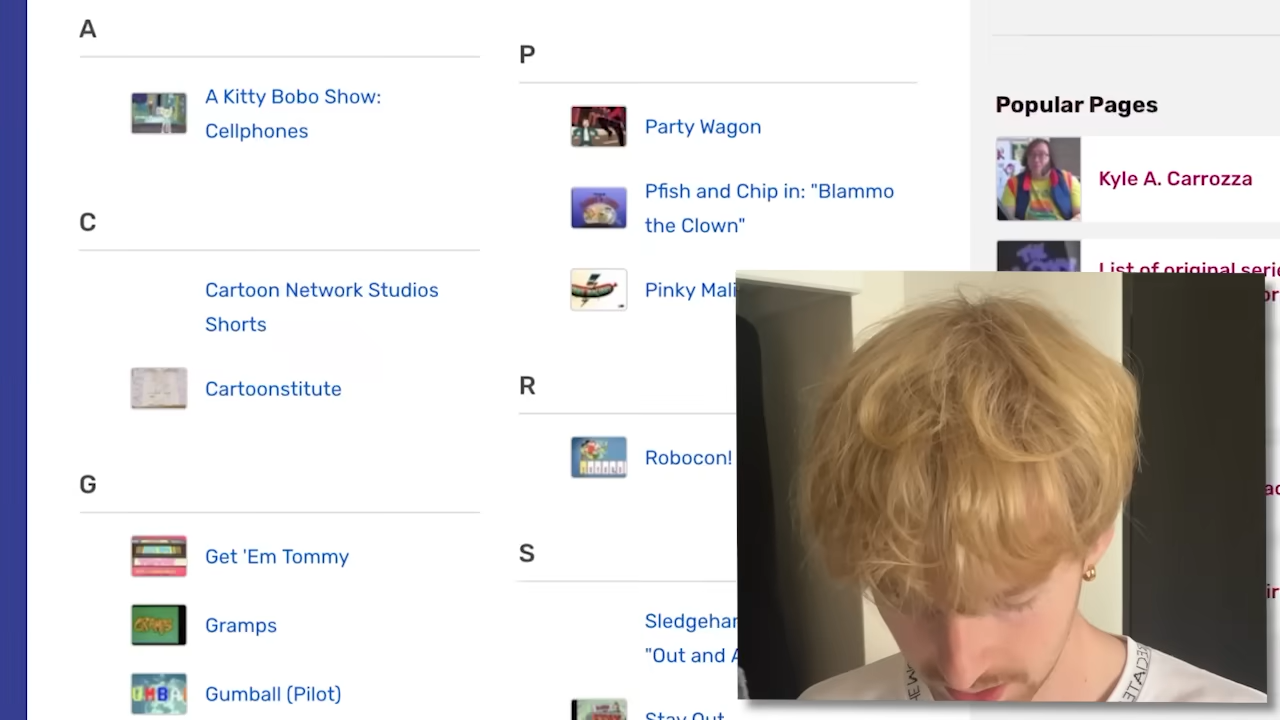 A
A Kitty Bobo Show:
Cellphones
C
Cartoon Network Studios
Shorts
Cartoonstitute
G
Get 'Em Tommy
Gramps
Gumball (Pilot)
P
Party Wagon
Pfish and Chip in: "Blammo
the Clown"
Pinky Mali
R
Robocon!
S
"Out and
Stay Out
Popular Pages
Kyle A. Carrozza
List of original